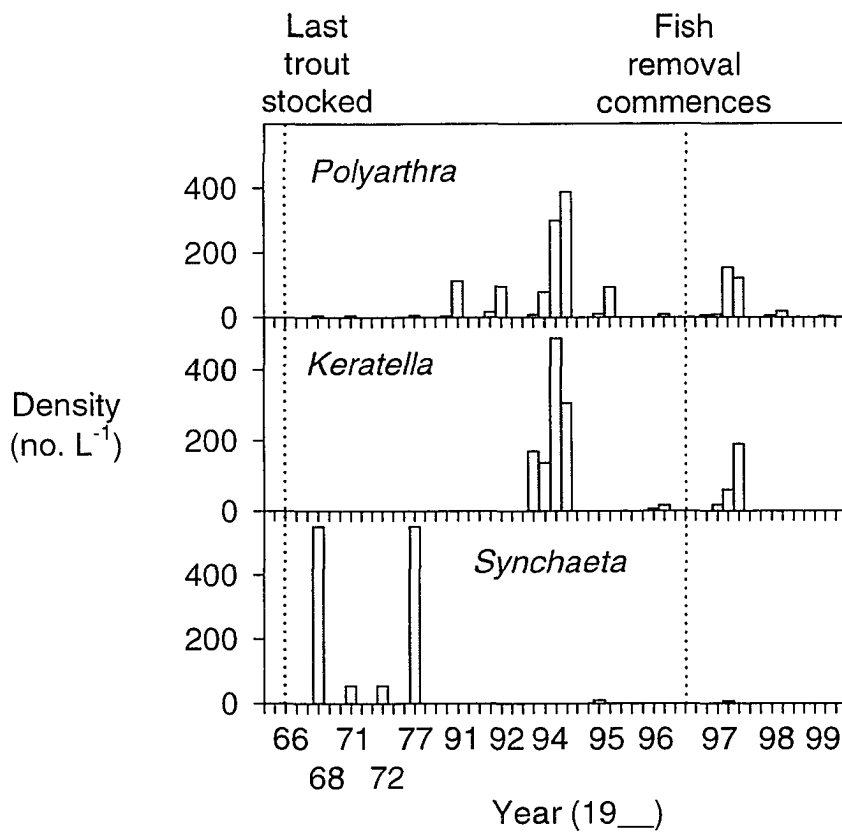 Last
trout
stocked
Fish
removal
commences
Polyarthra
400
200
0
Keratella
400
200
0
Density
(no. L-1)
Synchaeta
400
200
0
66 71 77 91 92 94 95 96 97 98 99
68 72
Year (19__)